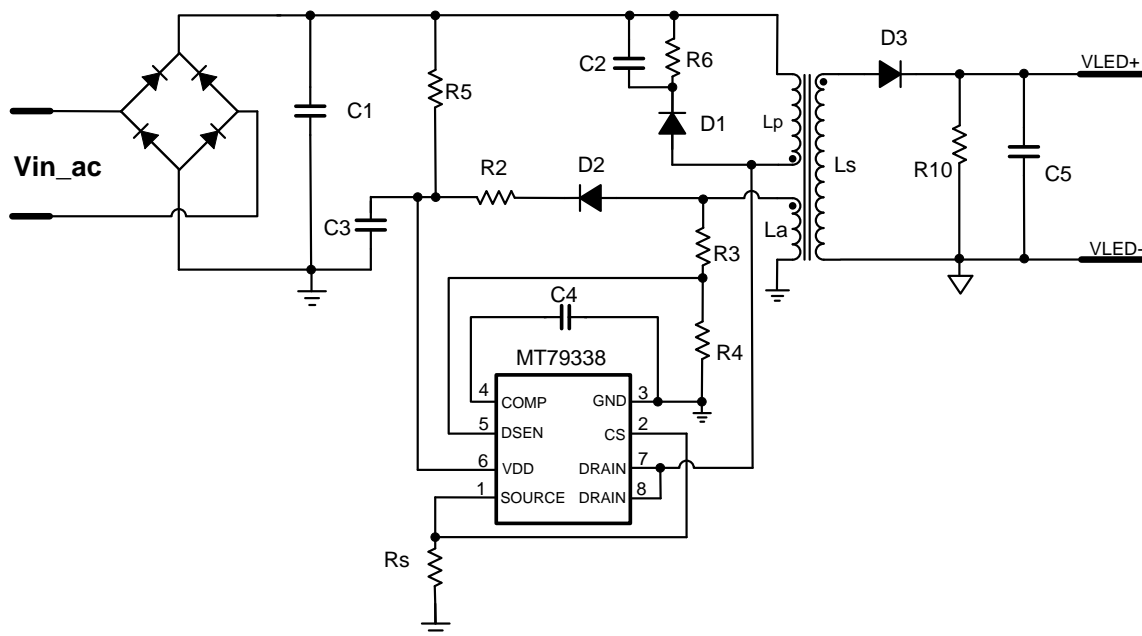 D3
VLED+
C2
R6
R5
C1
D1
Lp
Vin_ac
R10
C5
Ls
R2
D2
C3
La
R3
VLED-
C4
R4
MT79338
4
COMP
GND
3
5
DSEN
CS
2
6
VDD
DRAIN
7
1
SOURCE
DRAIN
8
Rs